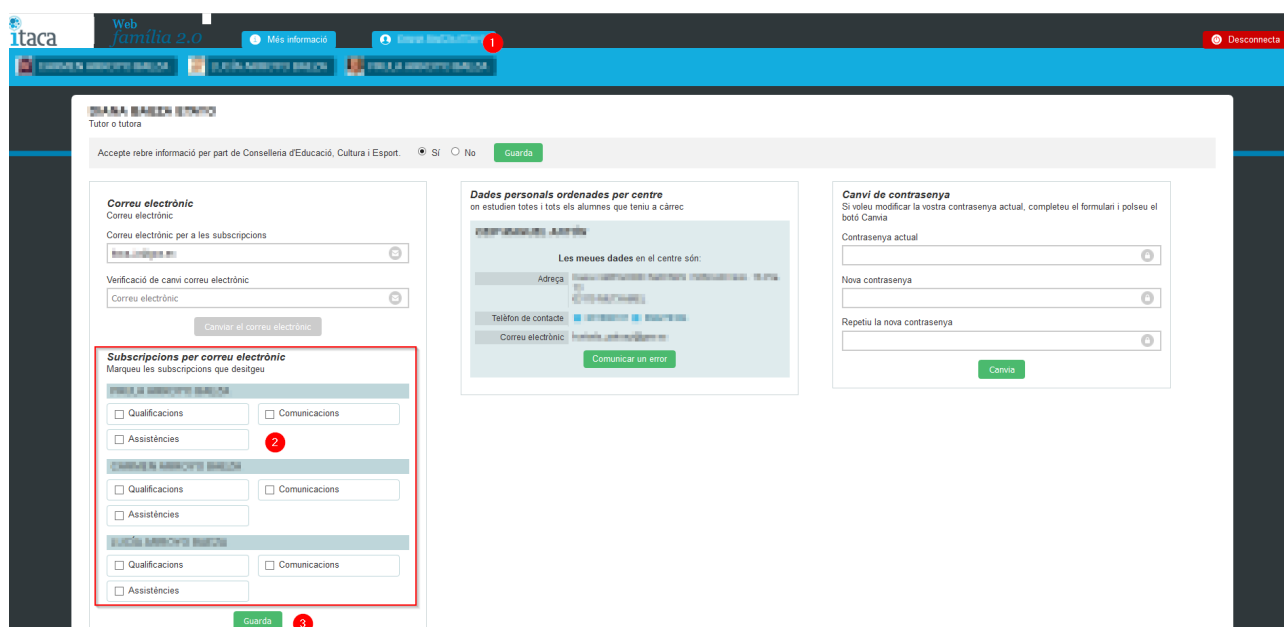 itaca
Web
família 2.0
Més informació
1
Desconnecta
Tutor o tutora
Accepte rebre informació per part de Conselleria d'Educació, Cultura i Esport.
Sí
No
Guarda
Correu electrònic
Correu electrònic
Correu electrònic per a les subscripcions
Verificació de canvi correu electrònic
Correu electrònic
Canviar el correu electrònic
Subscripcions per correu electrònic
Marqueu les subscripcions que desitgeu
Qualificacions
Comunicacions
Assistències
2
Qualificacions
Comunicacions
Assistències
Qualificacions
Comunicacions
Assistències
Guarda
3
Dades personals ordenades per centre
on estudien totes i tots els alumnes que teniu a càrrec
Les meues dades en el centre són:
Adreça
Telèfon de contacte
Correu electrònic
Comunicar un error
Canvi de contrasenya
Si voleu modificar la vostra contrasenya actual, completeu el formulari i polseu el
botó Canvia
Contrasenya actual
Nova contrasenya
Repetiu la nova contrasenya
Canvia